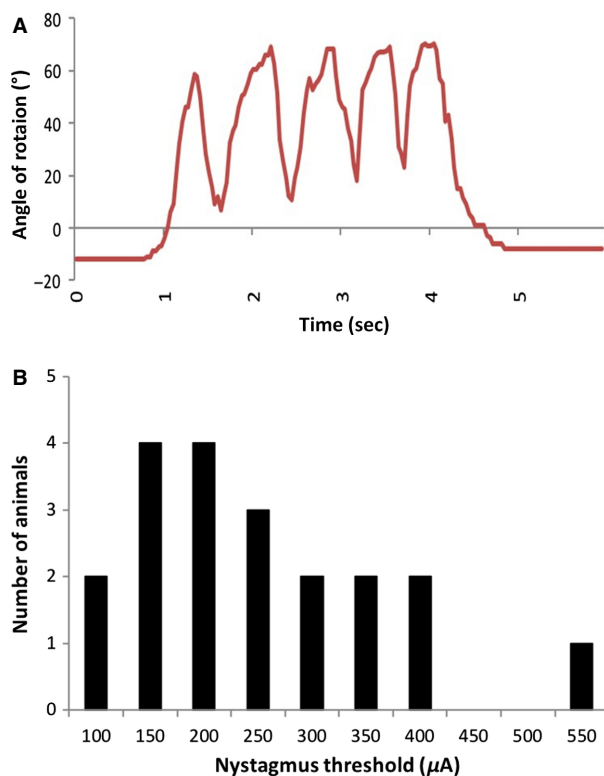 A
80
60
40
20
0
−20
Angle of rotaion (°)
0 1 2 3 4 5
Time (sec)
B
5
4
3
2
1
0
Number of animals
100 150 200 250 300 350 400 450 500 550
Nystagmus threshold (µA)